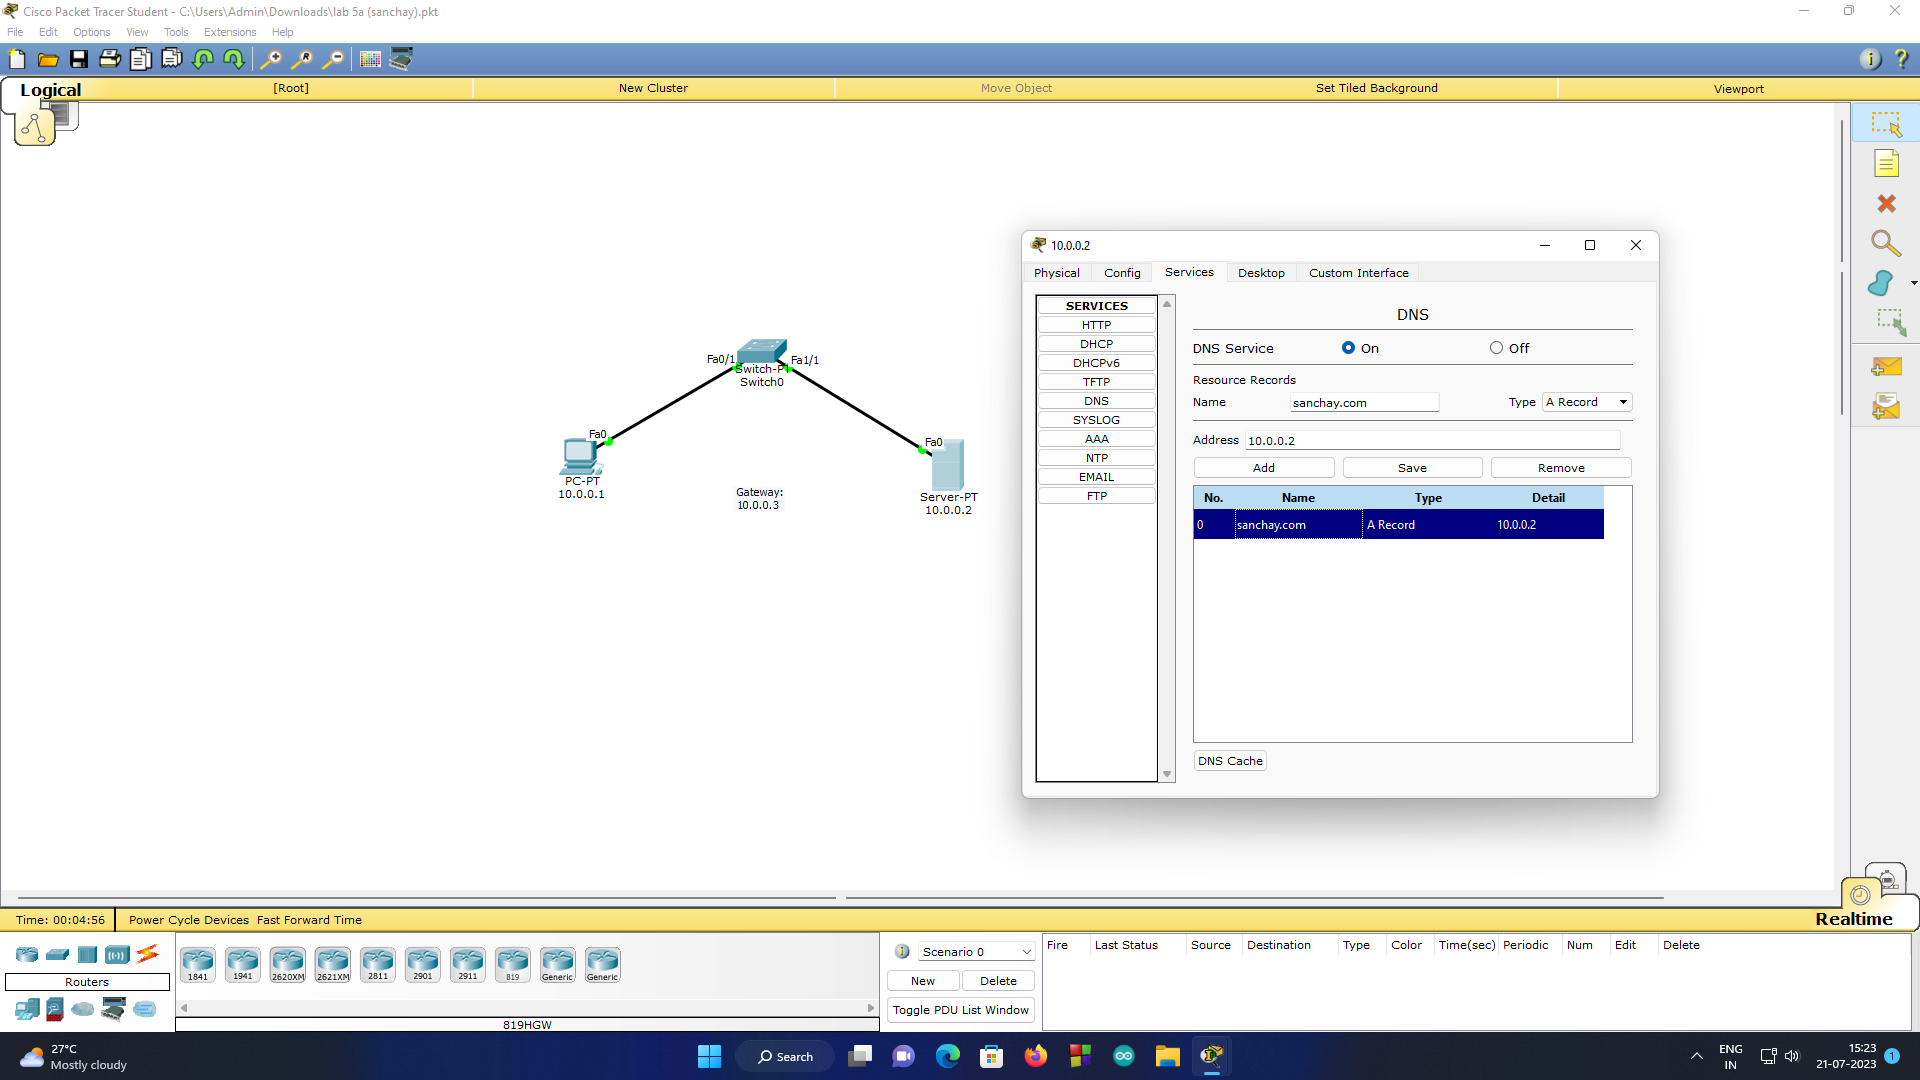 Cisco Packet Tracer Student - C:\Users\Admin\Downloads\lab 5a (sanchay).pkt
File Edit Options View Tools Extensions Help
Logical [Root] New Cluster Move Object Set Tiled Background Viewport
10.0.0.2
Physical Config Services Desktop Custom Interface
SERVICES
HTTP
DHCP
DHCPv6
TFTP
DNS
SYSLOG
AAA
NTP
EMAIL
FTP
DNS
DNS Service On Off
Resource Records
Name sanchay.com Type A Record
Address 10.0.0.2
Add Save Remove
No. Name Type Detail
0 sanchay.com A Record 10.0.0.2
DNS Cache
Fa0/1 Fa1/1
Switch-PT
Switch0
Fa0
PC-PT
10.0.0.1
Gateway:
10.0.0.3
Fa0
Server-PT
10.0.0.2
Time: 00:04:56 Power Cycle Devices Fast Forward Time
Realtime
Routers
1841 1941 2620XM 2621XM 2811 2901 2911 819 Generic Generic
819HGW
Scenario 0
New Delete
Toggle PDU List Window
Fire Last Status Source Destination Type Color Time(sec) Periodic Num Edit Delete
27°C
Mostly cloudy
Search
ENG
IN
15:23
21-07-2023
1